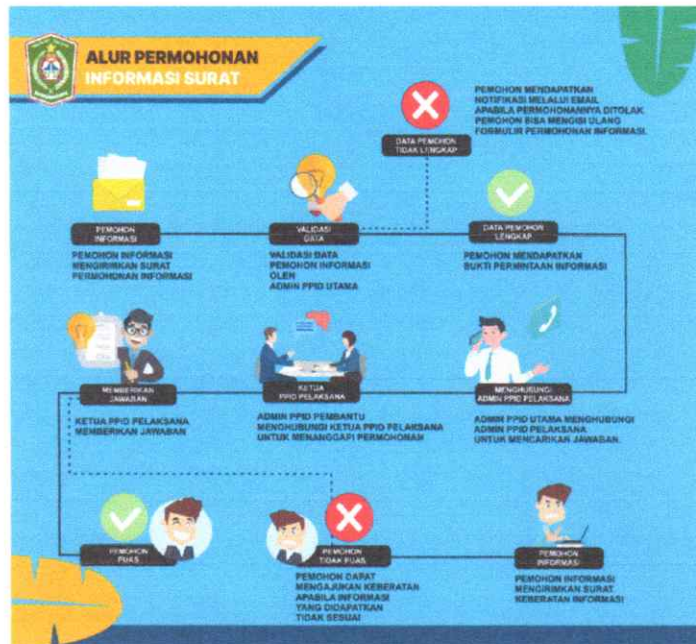 ALUR PERMOHONAN
INFORMASI SURAT
PEMOHON MENDAPATKAN
NOTIFIKASI MELALUI EMAIL
APABILA PERMOHONANNYA DITOLAK
PEMOHON BISA MENGISI ULANG
FORMULIR PERMOHONAN INFORMASI.
DATA PEMOHON
TIDAK LENGKAP
PEMOHON
INFORMASI
PEMOHON INFORMASI
MENGIRIMKAN SURAT
PERMOHONAN INFORMASI
VALIDASI
DATA
VALIDASI DATA
PEMOHON INFORMASI
OLEH
ADMIN PPID UTAMA
DATA PEMOHON
LENGKAP
PEMOHON MENDAPATKAN
BUKTI PERMINTAAN INFORMASI
MEMBERIKAN
JAWABAN
KETUA PPID PELAKSANA
MEMBERIKAN JAWABAN
KETUA
PPID PELAKSANA
ADMIN PPID PEMBANTU
MENGHUBUNGI KETUA PPID PELAKSANA
UNTUK MENANGGAPI PERMOHONAN
MENGHUBUNGI
ADMIN PPID PELAKSANA
ADMIN PPID UTAMA MENGHUBUNGI
ADMIN PPID PELAKSANA
UNTUK MENCARIKAN JAWABAN.
PEMOHON
PUAS
PEMOHON
TIDAK PUAS
PEMOHON DAPAT
MENGAJUKAN KEBERATAN
APABILA INFORMASI
YANG DIDAPATKAN
TIDAK SESUAI
PEMOHON
INFORMASI
PEMOHON INFORMASI
MENGIRIMKAN SURAT
KEBERATAN INFORMASI